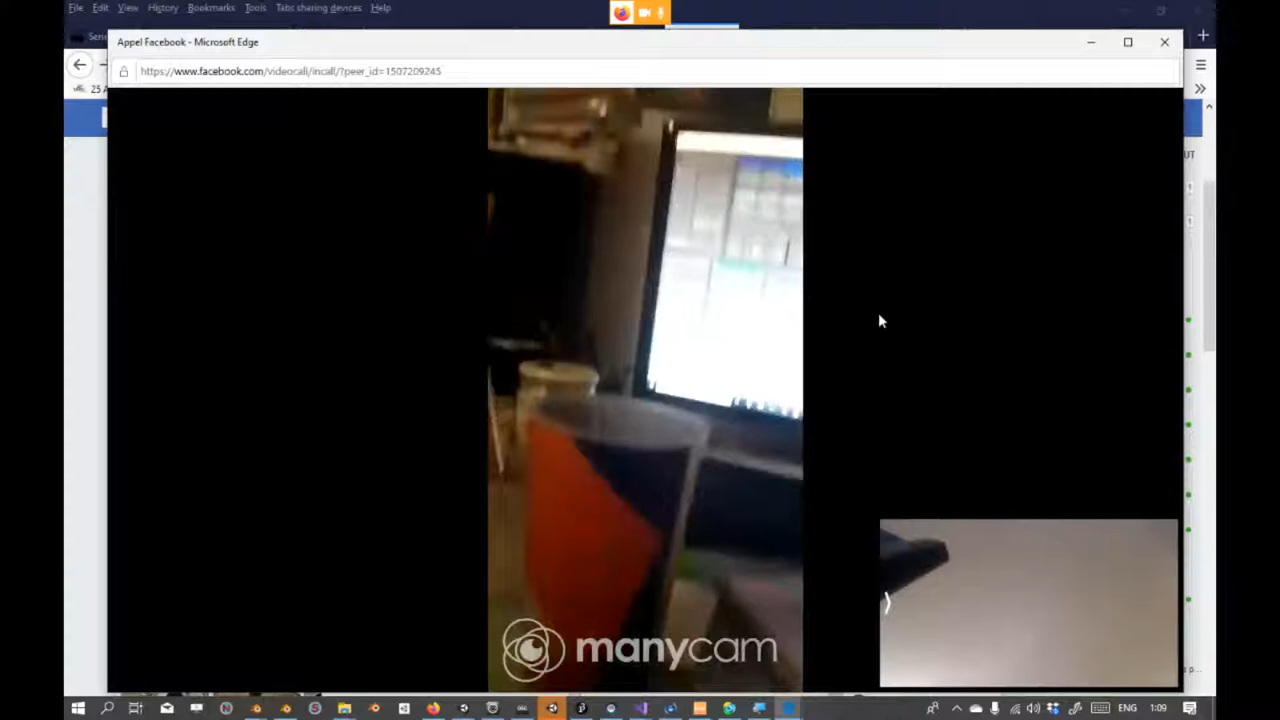 File Edit View History Bookmarks Tools Tabs sharing devices Help
Appel Facebook - Microsoft Edge
https://www.facebook.com/videocall/incall/?peer_id=1507209245
25
manycam
ENG 1:09